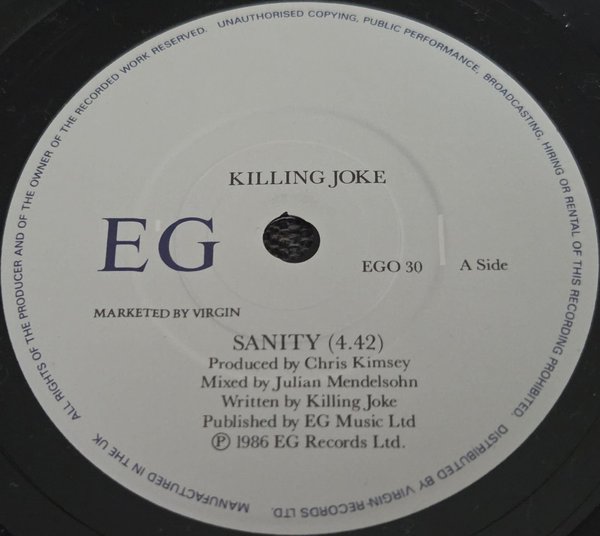 ALL RIGHTS OF THE PRODUCER AND OF THE OWNER OF THE RECORDED WORK RESERVED. UNAUTHORISED COPYING, PUBLIC PERFORMANCE, BROADCASTING, HIRING OR RENTAL OF THIS RECORDING PROHIBITED. DISTRIBUTED BY VIRGIN RECORDS LTD. MANUFACTURED IN THE UK
KILLING JOKE
EG
EGO 30 A Side
MARKETED BY VIRGIN
SANITY (4.42)
Produced by Chris Kimsey
Mixed by Julian Mendelsohn
Written by Killing Joke
Published by EG Music Ltd
℗ 1986 EG Records Ltd.